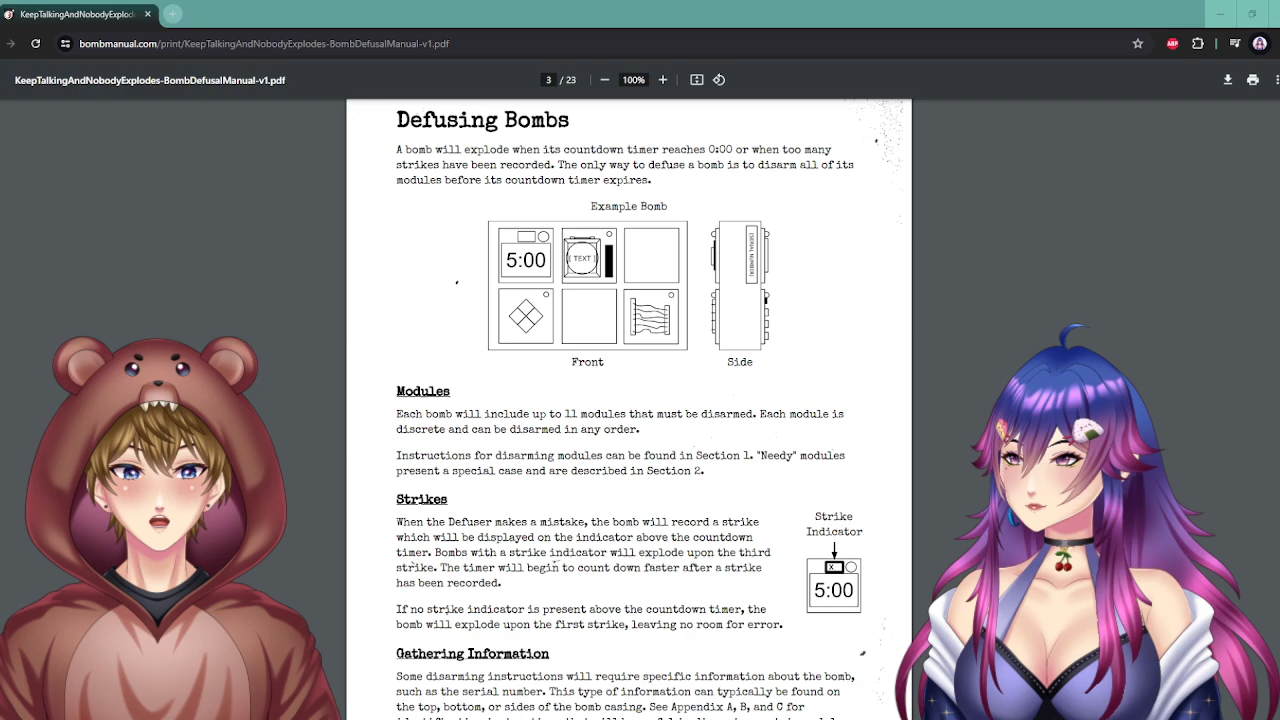 KeepTalkingAndNobodyExplod
bombmanual.com/print/KeepTalkingAndNobodyExplodes-BombDefusalManual-v1.pdf
ABP
KeepTalkingAndNobodyExplodes-BombDefusalManual-v1.pdf
3 / 23
100%
Defusing Bombs
A bomb will explode when its countdown timer reaches 0:00 or when too many
strikes have been recorded. The only way to defuse a bomb is to disarm all of its
modules before its countdown timer expires.
Example Bomb
5:00
[ TEXT ]
[SERIAL NUMBER]
Front
Side
Modules
Each bomb will include up to 11 modules that must be disarmed. Each module is
discrete and can be disarmed in any order.
Instructions for disarming modules can be found in Section 1. "Needy" modules
present a special case and are described in Section 2.
Strikes
When the Defuser makes a mistake, the bomb will record a strike
which will be displayed on the indicator above the countdown
timer. Bombs with a strike indicator will explode upon the third
strike. The timer will begin to count down faster after a strike
has been recorded.
Strike
Indicator
X
5:00
If no strike indicator is present above the countdown timer, the
bomb will explode upon the first strike, leaving no room for error.
Gathering Information
Some disarming instructions will require specific information about the bomb,
such as the serial number. This type of information can typically be found on
the top, bottom, or sides of the bomb casing. See Appendix A, B, and C for